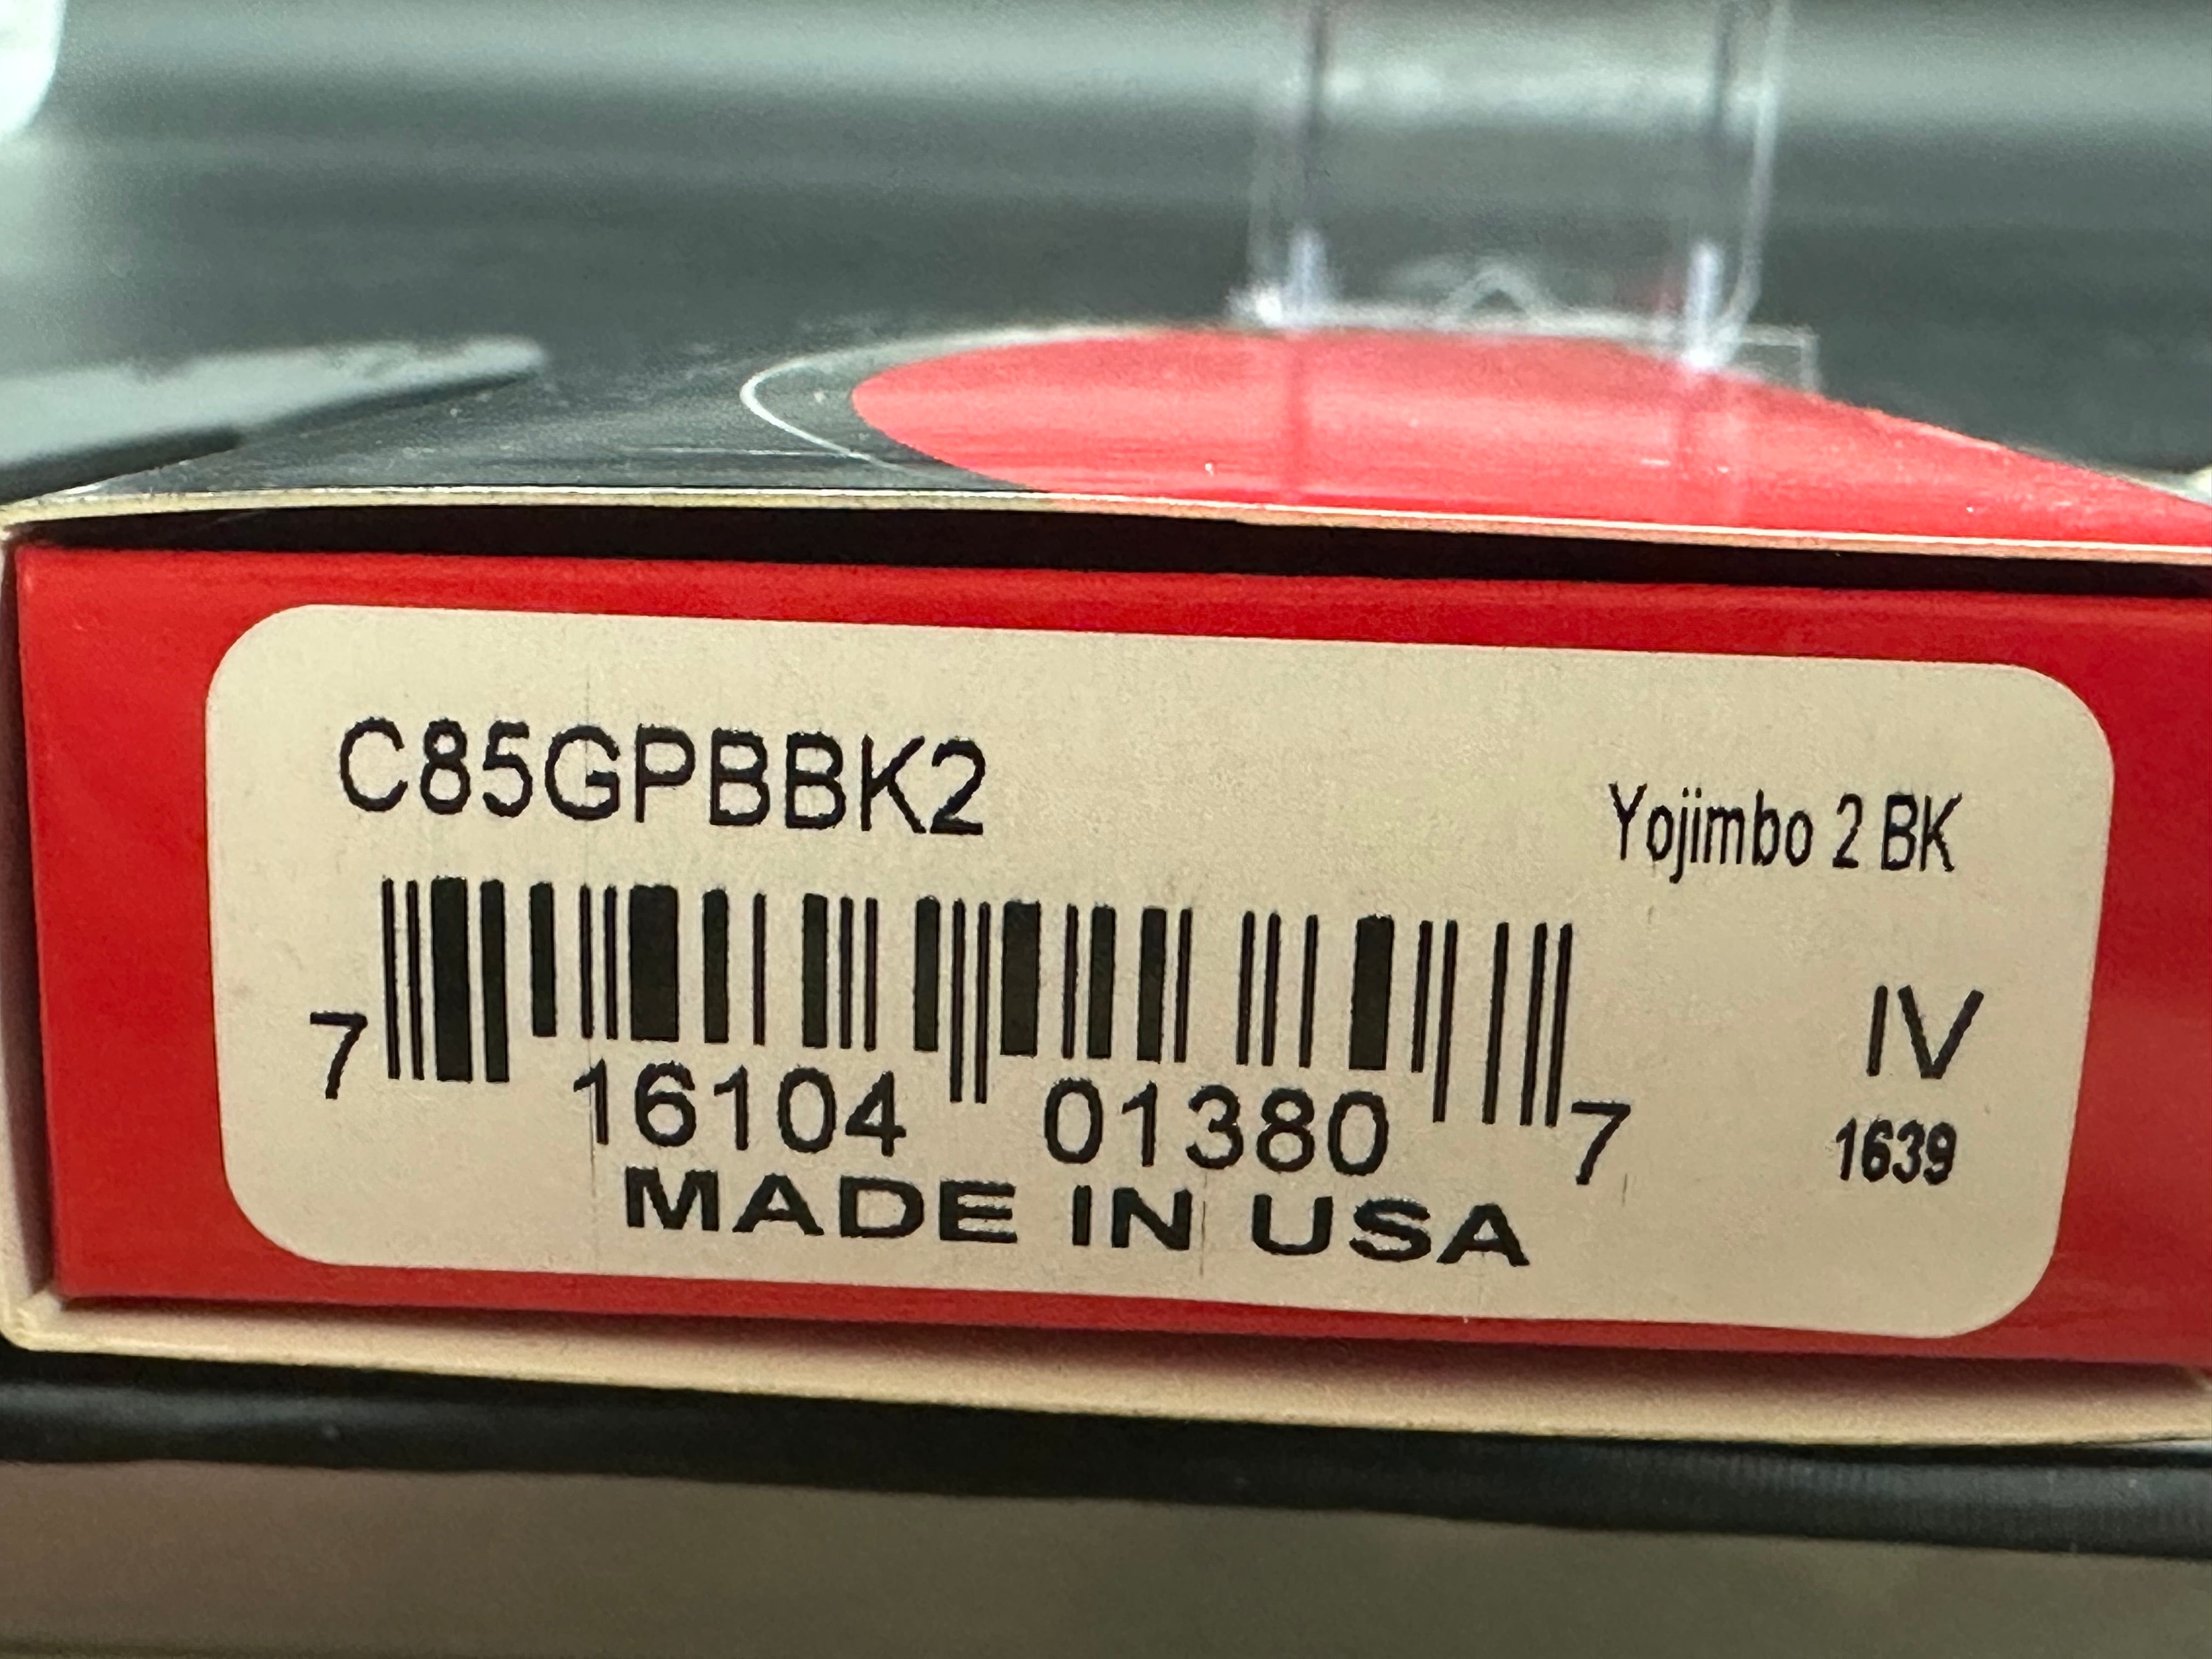 C85GPBBK2
Yojimbo 2 BK
7 16104 01380 7
IV
1639
MADE IN USA